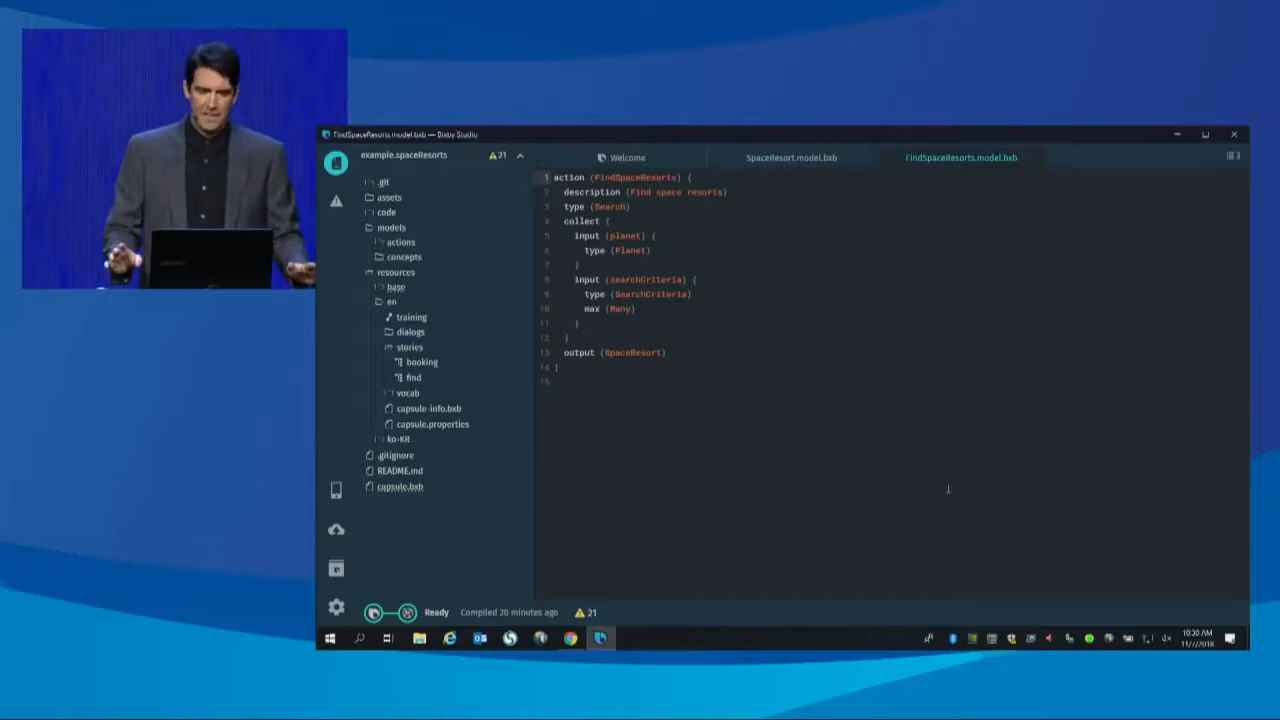 FindSpaceResorts.model.bxb — Bixby Studio
example.spaceResorts
21
Welcome
SpaceResort.model.bxb
FindSpaceResorts.model.bxb
3
.git
assets
code
models
actions
concepts
resources
base
en
training
dialogs
stories
booking
find
vocab
capsule-info.bxb
capsule.properties
ko-KR
.gitignore
README.md
capsule.bxb
1 action (FindSpaceResorts) {
2 description (Find space resorts)
3 type (Search)
4 collect {
5 input (planet) {
6 type (Planet)
7 }
8 input (searchCriteria) {
9 type (SearchCriteria)
10 max (Many)
11 }
12 }
13 output (SpaceResort)
14 }
15
Ready
Compiled 20 minutes ago
21
10:30 AM
11/7/2018